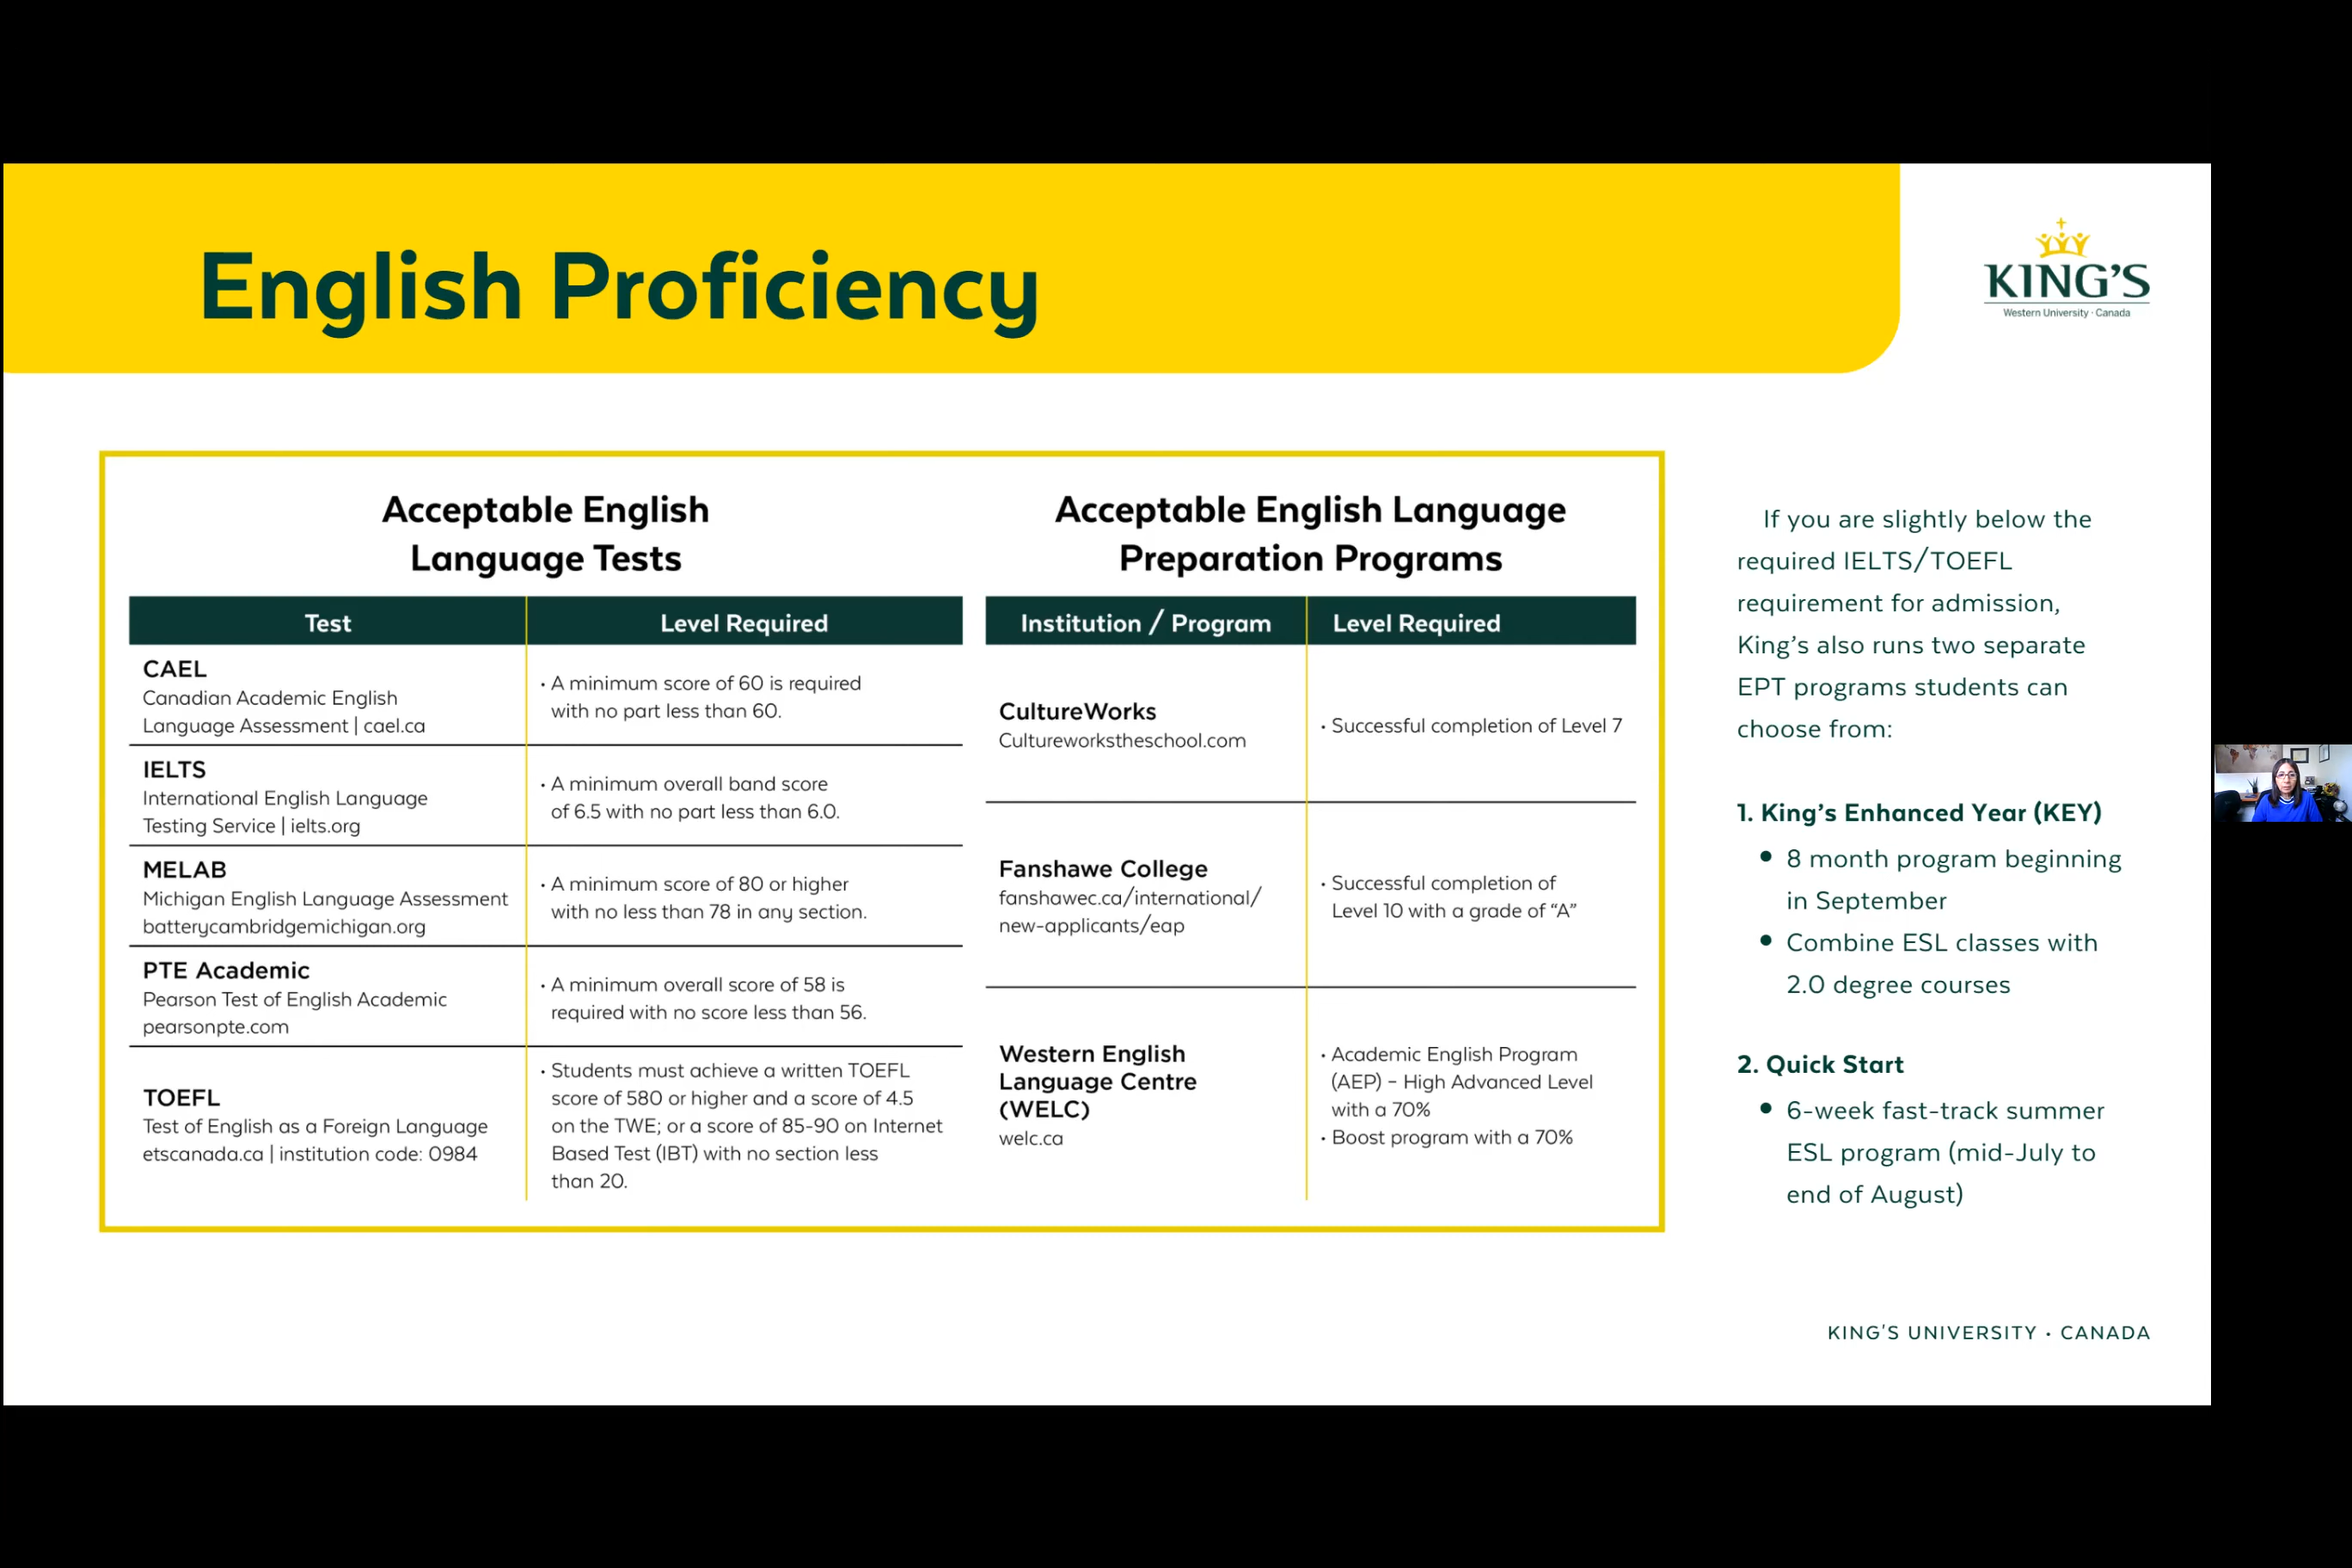 English Proficiency
KING'S
Western University · Canada
Acceptable English
Language Tests
Test
Level Required
CAEL
Canadian Academic English
Language Assessment | cael.ca
· A minimum score of 60 is required
with no part less than 60.
IELTS
International English Language
Testing Service | ielts.org
· A minimum overall band score
of 6.5 with no part less than 6.0.
MELAB
Michigan English Language Assessment
batterycambridgemichigan.org
· A minimum score of 80 or higher
with no less than 78 in any section.
PTE Academic
Pearson Test of English Academic
pearsonpte.com
· A minimum overall score of 58 is
required with no score less than 56.
TOEFL
Test of English as a Foreign Language
etscanada.ca | institution code: 0984
· Students must achieve a written TOEFL
score of 580 or higher and a score of 4.5
on the TWE; or a score of 85-90 on Internet
Based Test (IBT) with no section less
than 20.
Acceptable English Language
Preparation Programs
Institution / Program
Level Required
CultureWorks
Cultureworkstheschool.com
· Successful completion of Level 7
Fanshawe College
fanshawec.ca/international/
new-applicants/eap
· Successful completion of
Level 10 with a grade of “A”
Western English
Language Centre
(WELC)
welc.ca
· Academic English Program
(AEP) – High Advanced Level
with a 70%
· Boost program with a 70%
If you are slightly below the
required IELTS/TOEFL
requirement for admission,
King’s also runs two separate
EPT programs students can
choose from:
1. King’s Enhanced Year (KEY)
• 8 month program beginning
in September
• Combine ESL classes with
2.0 degree courses
2. Quick Start
• 6-week fast-track summer
ESL program (mid-July to
end of August)
KING'S UNIVERSITY · CANADA